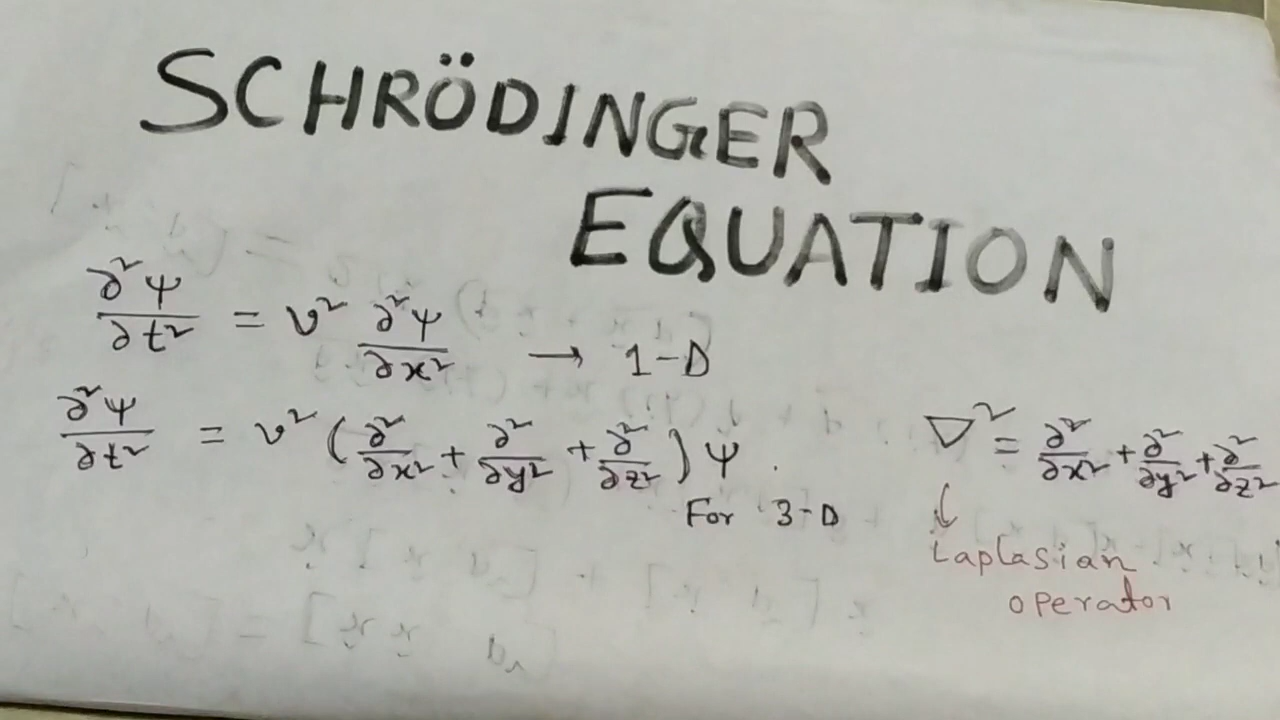 SCHRÖDINGER
EQUATION
∂²ψ/∂t² = v² ∂²ψ/∂x² → 1-D
∂²ψ/∂t² = v² (∂²/∂x² + ∂²/∂y² + ∂²/∂z²) ψ .
For 3-D
∇² = ∂²/∂x² + ∂²/∂y² + ∂²/∂z²
↓
Laplasian
operator